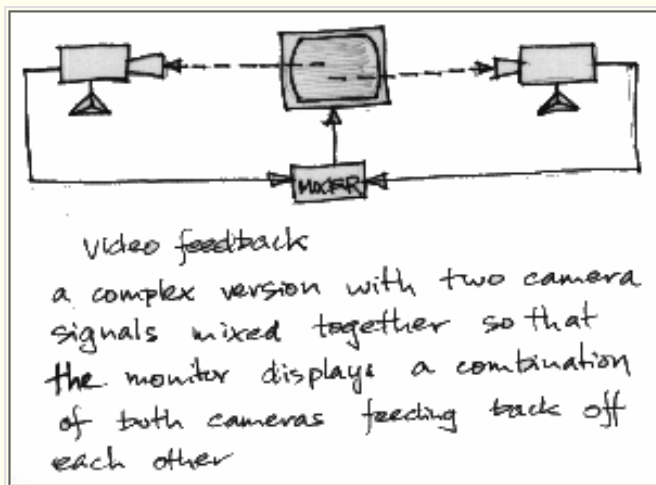 MIXER
video feedback
a complex version with two camera
signals mixed together so that
the monitor displays a combination
of both cameras feeding back off
each other